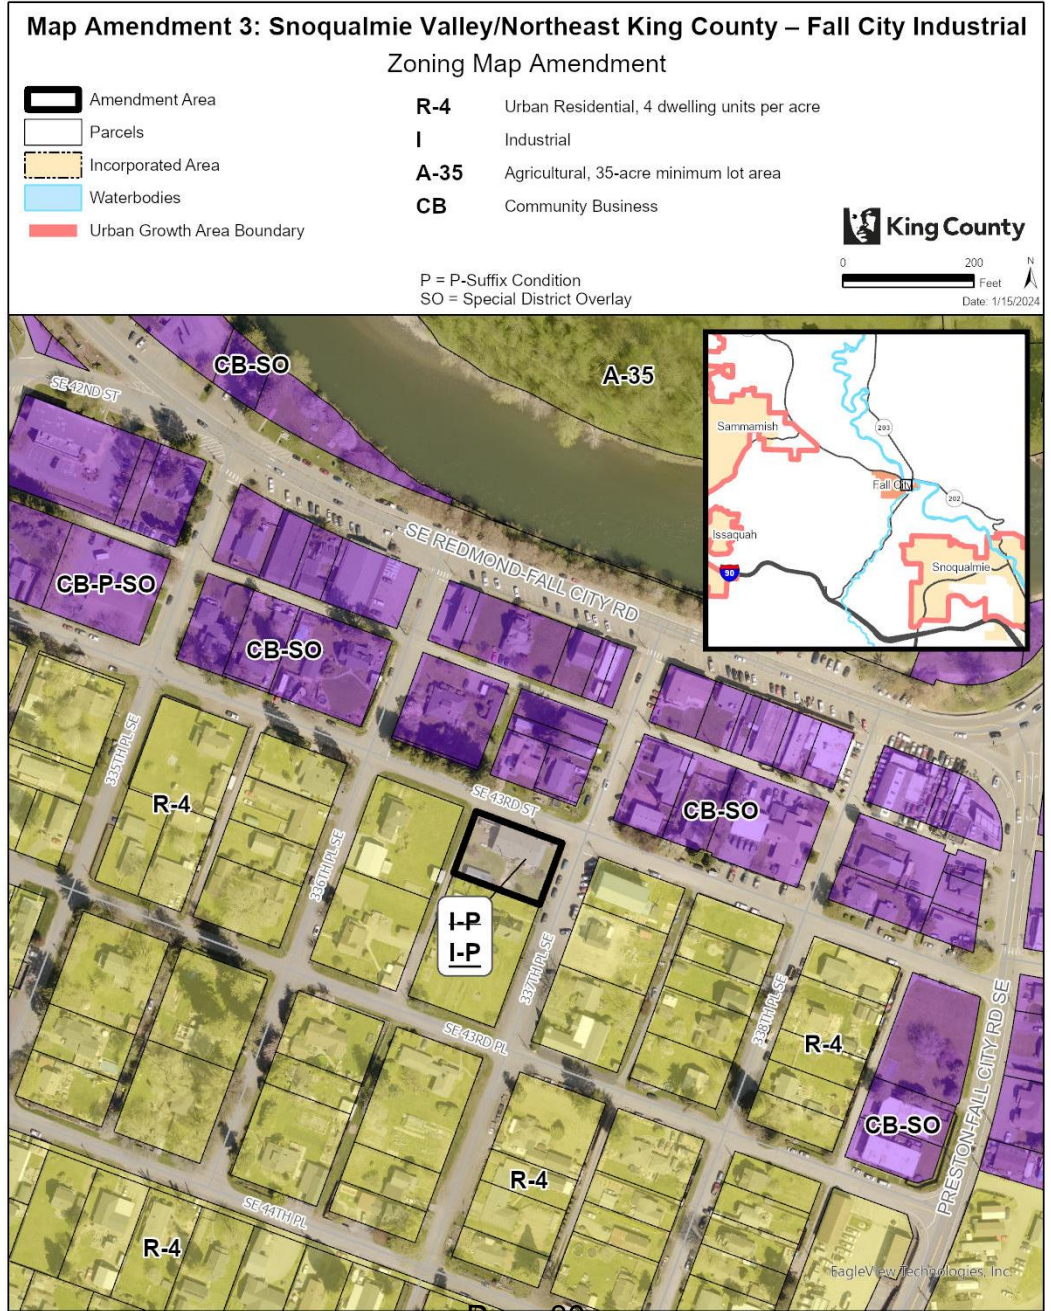 Map Amendment 3: Snoqualmie Valley/Northeast King County – Fall City Industrial
Zoning Map Amendment
Amendment Area
Parcels
Incorporated Area
Waterbodies
Urban Growth Area Boundary
R-4 Urban Residential, 4 dwelling units per acre
I Industrial
A-35 Agricultural, 35-acre minimum lot area
CB Community Business
P = P-Suffix Condition
SO = Special District Overlay
King County
0 200
Feet
N
Date: 1/15/2024
CB-SO
A-35
SE 42ND ST
SE REDMOND-FALL CITY RD
Sammamish
203
Fall City
202
Issaquah
90
Snoqualmie
CB-P-SO
CB-SO
335TH PL SE
R-4
SE 43RD ST
CB-SO
336TH PL SE
I-P
I-P
337TH PL SE
338TH PL SE
SE 43RD PL
R-4
PRESTON-FALL CITY RD SE
CB-SO
R-4
SE 44TH PL
R-4
EagleView Technologies, Inc.